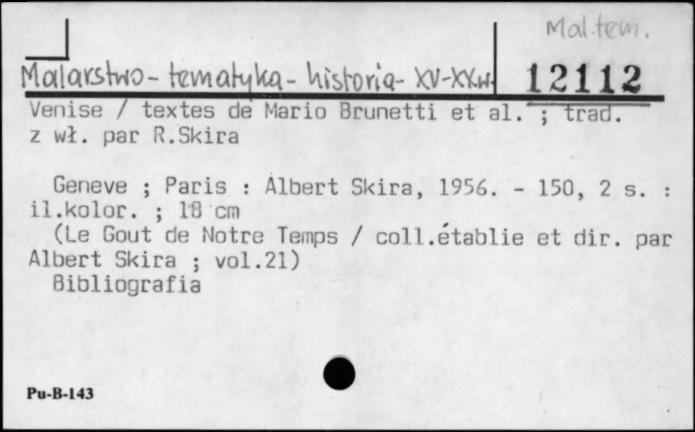 Mal.tem.
Malarstwo - tematyka - historia - XV-XX w. 12112
Venise / textes de Mario Brunetti et al. ; trad.
z wł. par R.Skira
Geneve ; Paris : Albert Skira, 1956. - 150, 2 s. :
il.kolor. ; 18 cm
(Le Gout de Notre Temps / coll.établie et dir. par
Albert Skira ; vol.21)
Bibliografia
Pu-B-143